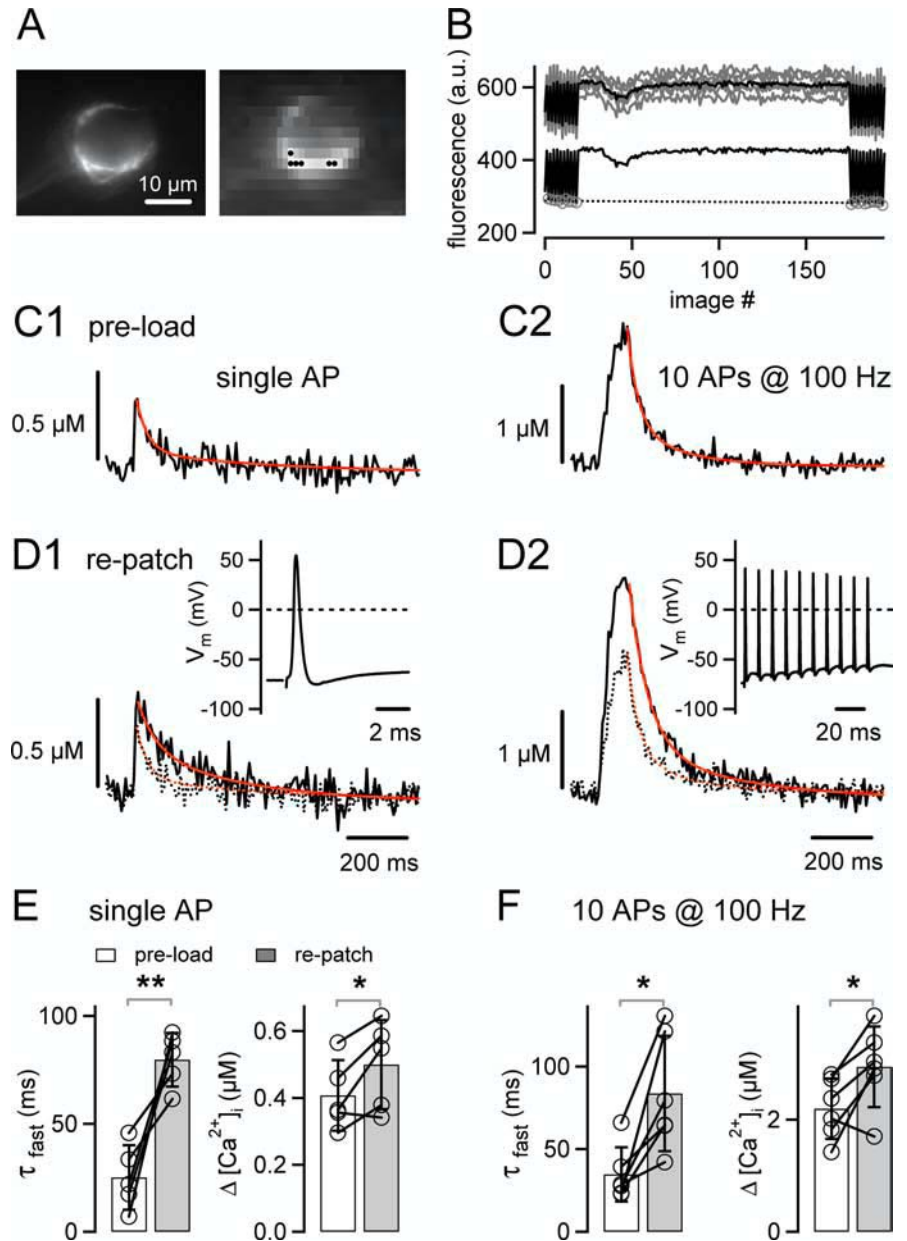 A
10 µm
B
fluorescence (a.u.)
600
400
200
0
50
100
150
image #
C1 pre-load
single AP
0.5 µM
C2
10 APs @ 100 Hz
1 µM
D1 re-patch
50
0
-50
-100
Vm (mV)
2 ms
0.5 µM
200 ms
D2
50
0
-50
-100
Vm (mV)
20 ms
1 µM
200 ms
E single AP
pre-load
re-patch
**
100
50
0
τ fast (ms)
*
0.6
0.4
0.2
0.0
Δ [Ca2+]i (µM)
F 10 APs @ 100 Hz
*
100
50
0
τ fast (ms)
*
2
0
Δ [Ca2+]i (µM)